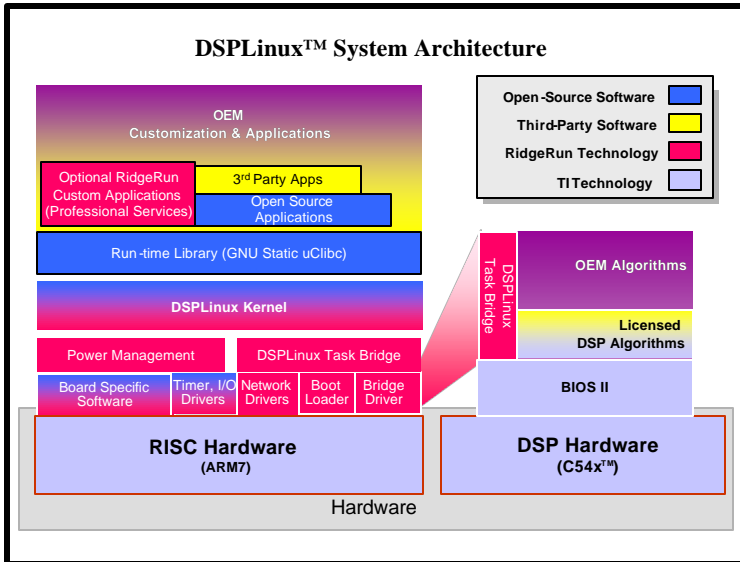 DSPLinux™ System Architecture
OEM
Customization & Applications
Optional RidgeRun
Custom Applications
(Professional Services)
3rd Party Apps
Open Source
Applications
Run-time Library (GNU Static uClibc)
DSPLinux Kernel
Power Management
DSPLinux Task Bridge
Board Specific
Software
Timer, I/O
Drivers
Network
Drivers
Boot
Loader
Bridge
Driver
RISC Hardware
(ARM7)
Open-Source Software
Third-Party Software
RidgeRun Technology
TI Technology
DSPLinux
Task Bridge
OEM Algorithms
Licensed
DSP Algorithms
BIOS II
DSP Hardware
(C54x™)
Hardware